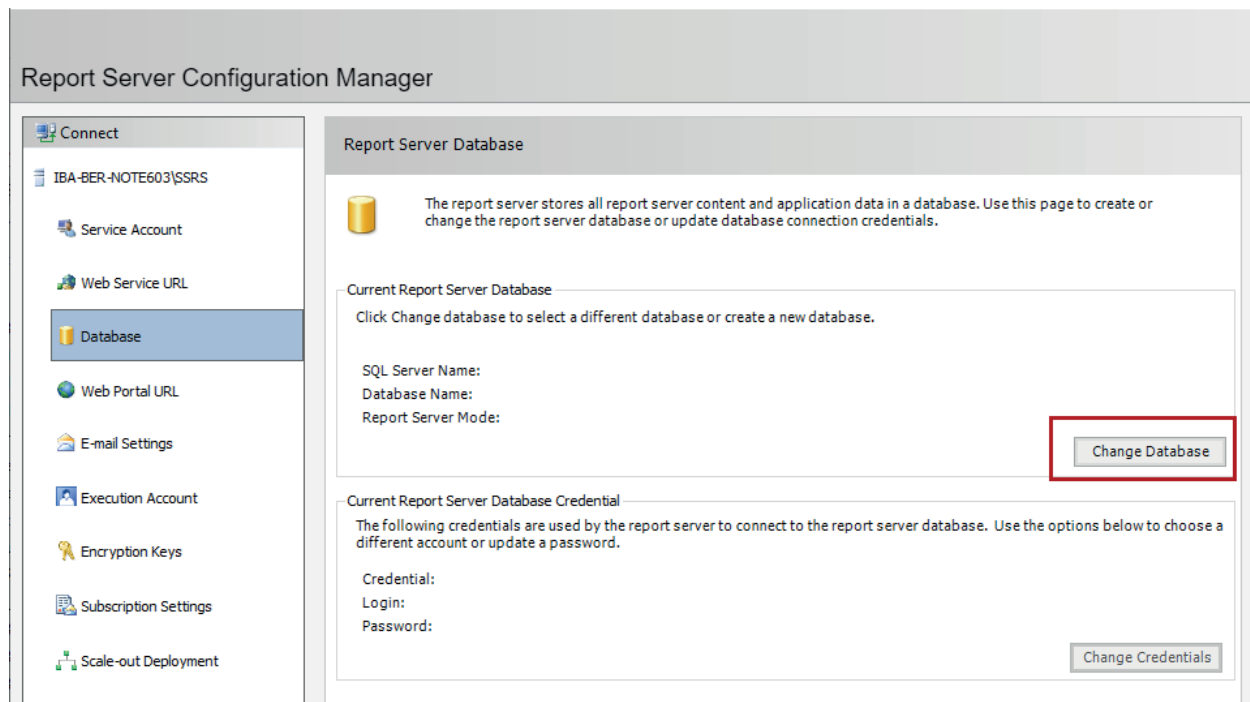 Report Server Configuration Manager
Connect
IBA-BER-NOTE603\SSRS
Service Account
Web Service URL
Database
Web Portal URL
E-mail Settings
Execution Account
Encryption Keys
Subscription Settings
Scale-out Deployment
Report Server Database
The report server stores all report server content and application data in a database. Use this page to create or
change the report server database or update database connection credentials.
Current Report Server Database
Click Change database to select a different database or create a new database.
SQL Server Name:
Database Name:
Report Server Mode:
Change Database
Current Report Server Database Credential
The following credentials are used by the report server to connect to the report server database. Use the options below to choose a
different account or update a password.
Credential:
Login:
Password:
Change Credentials